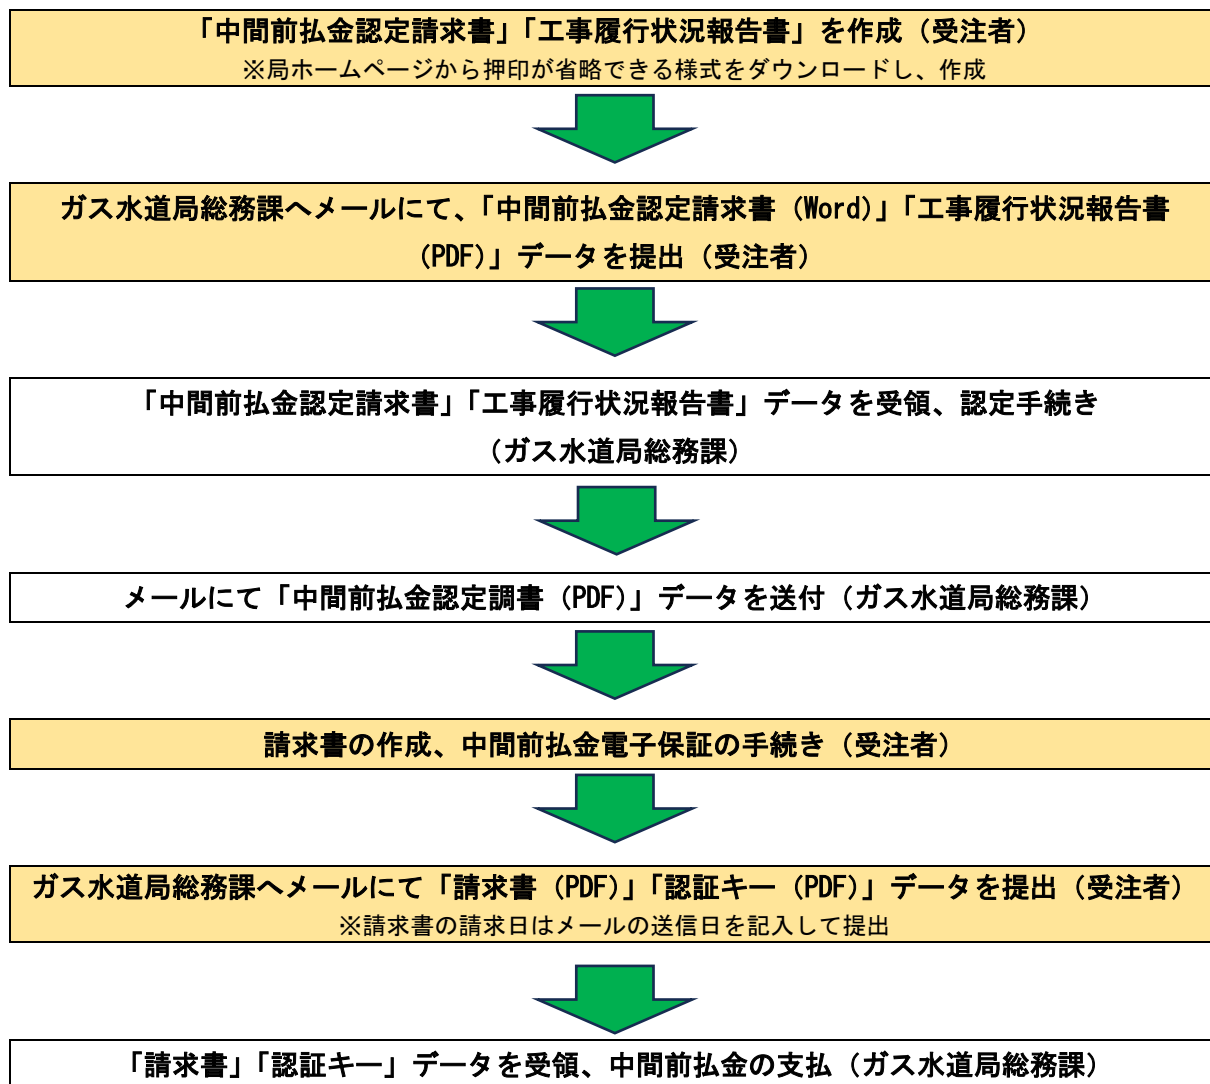 「中間前払金認定請求書」「工事履行状況報告書」を作成（受注者）
※局ホームページから押印が省略できる様式をダウンロードし、作成
ガス水道局総務課へメールにて、「中間前払金認定請求書（Word）」「工事履行状況報告書
（PDF）」データを提出（受注者）
「中間前払金認定請求書」「工事履行状況報告書」データを受領、認定手続き
（ガス水道局総務課）
メールにて「中間前払金認定調書（PDF）」データを送付（ガス水道局総務課）
請求書の作成、中間前払金電子保証の手続き（受注者）
ガス水道局総務課へメールにて「請求書（PDF）」「認証キー（PDF）」データを提出（受注者）
※請求書の請求日はメールの送信日を記入して提出
「請求書」「認証キー」データを受領、中間前払金の支払（ガス水道局総務課）